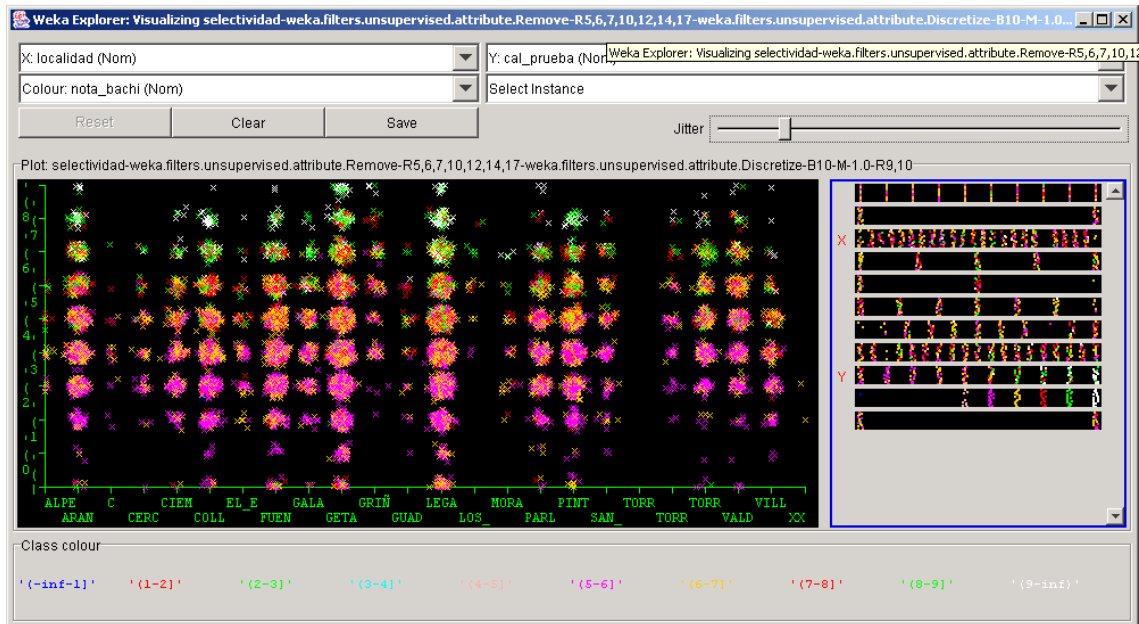 Weka Explorer: Visualizing selectividad-weka.filters.unsupervised.attribute.Remove-R5,6,7,10,12,14,17-weka.filters.unsupervised.attribute.Discretize-B10-M-1.0...
X: localidad (Nom)
Y: cal_prueba (Nom)
Weka Explorer: Visualizing selectividad-weka.filters.unsupervised.attribute.Remove-R5,6,7,10,12
Colour: nota_bachi (Nom)
Select Instance
Reset Clear Save
Jitter
Plot: selectividad-weka.filters.unsupervised.attribute.Remove-R5,6,7,10,12,14,17-weka.filters.unsupervised.attribute.Discretize-B10-M-1.0-R9,10
X
Y
ALPE C CIEM EL_E GALA GRIÑ LEGA MORA PINT TORR TORR VILL
ARAN CERC COLL FUEN GETA GUAD LOS_ PARL SAN_ TORR VALD XX
Class colour
'(-inf-1]' '(1-2]' '(2-3]' '(3-4]' '(4-5]' '(5-6]' '(6-7]' '(7-8]' '(8-9]' '(9-inf)'